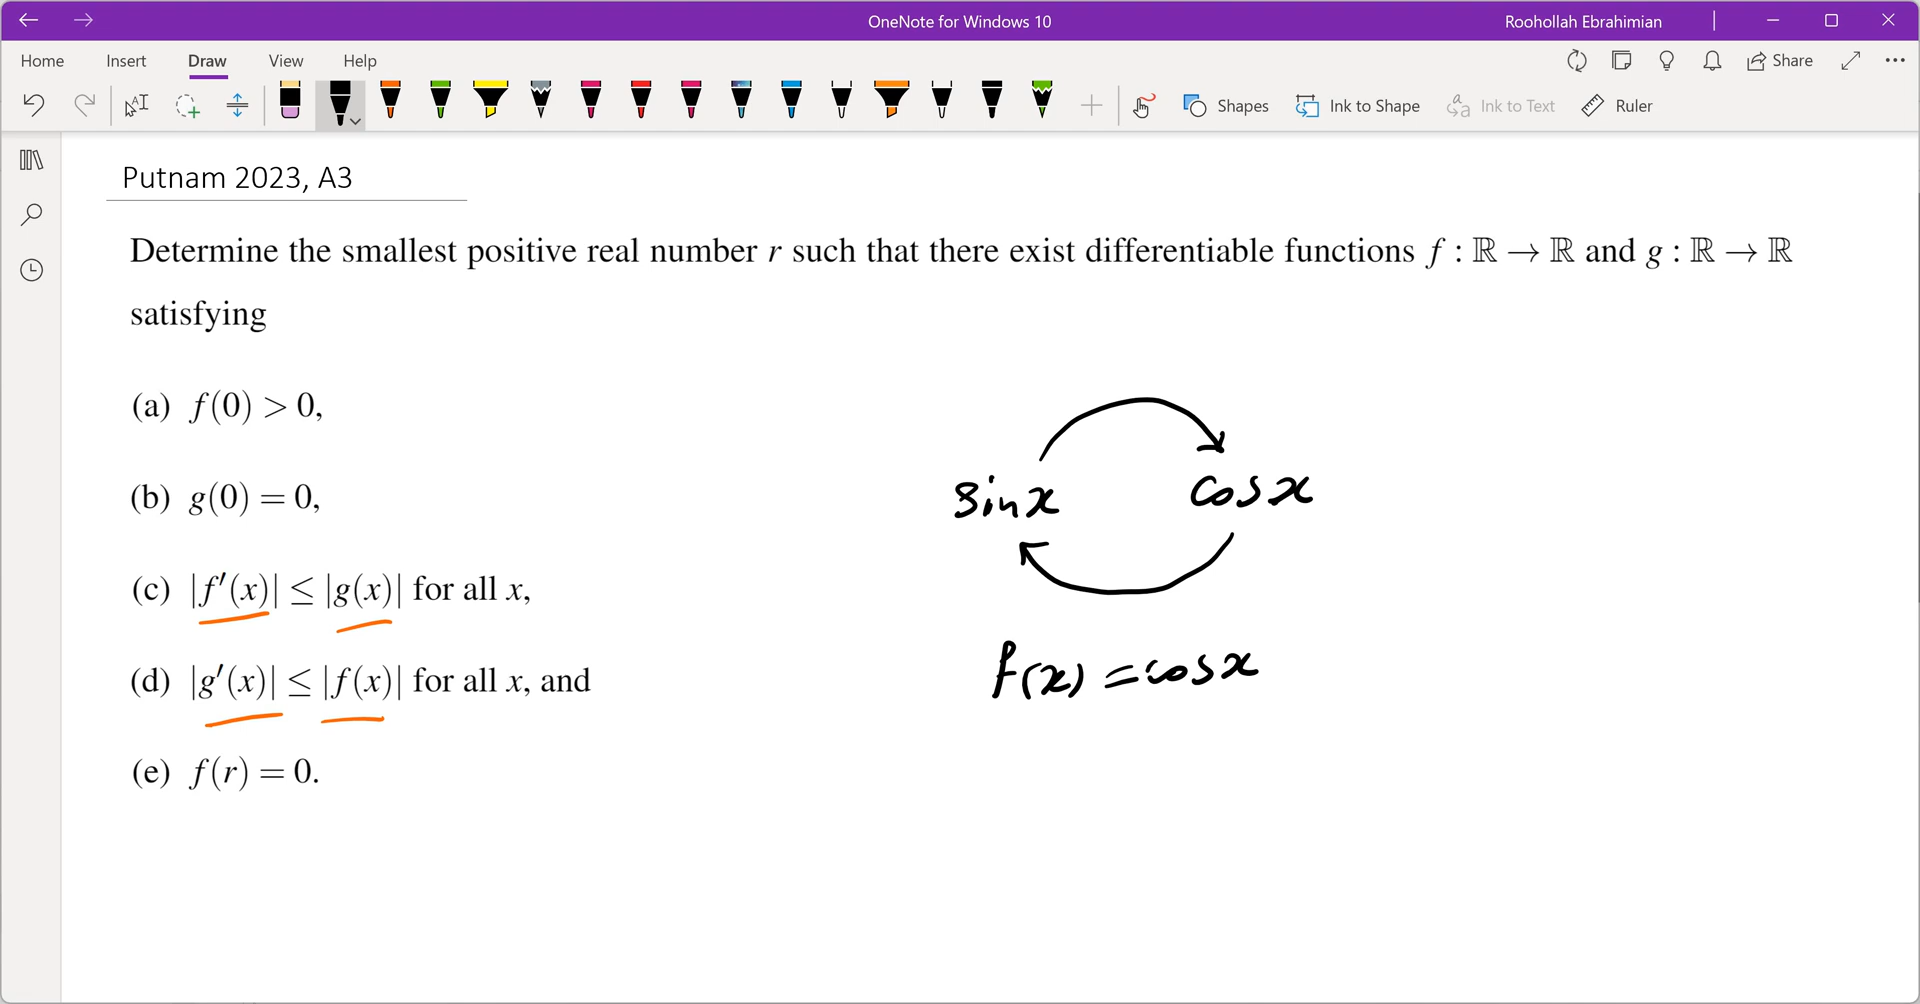 OneNote for Windows 10
Roohollah Ebrahimian
Home Insert Draw View Help
Share
Shapes Ink to Shape Ink to Text Ruler
Putnam 2023, A3
Determine the smallest positive real number r such that there exist differentiable functions f : ℝ → ℝ and g : ℝ → ℝ
satisfying
(a) f(0) > 0,
(b) g(0) = 0,
(c) |f′(x)| ≤ |g(x)| for all x,
(d) |g′(x)| ≤ |f(x)| for all x, and
(e) f(r) = 0.
sinx cosx
f(x) = cosx